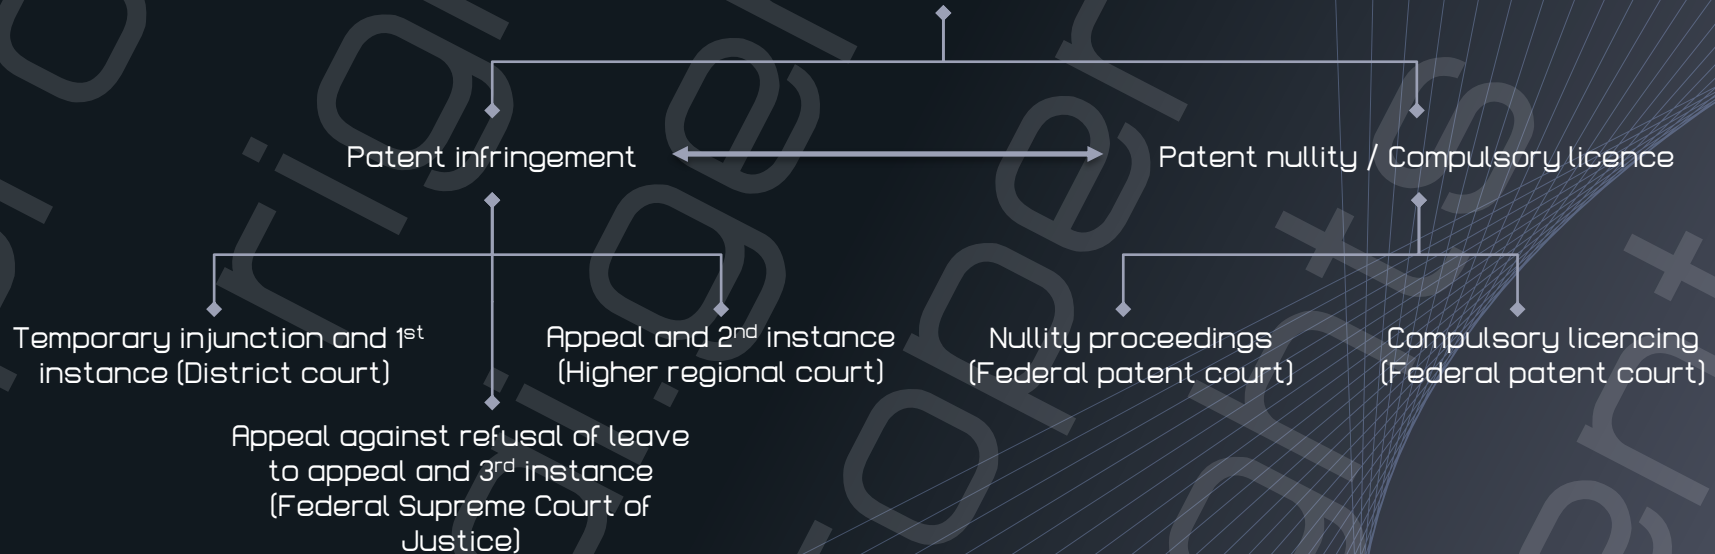 Patent infringement
Patent nullity / Compulsory licence
Temporary injunction and 1st
instance (District court)
Appeal and 2nd instance
(Higher regional court)
Nullity proceedings
(Federal patent court)
Compulsory licencing
(Federal patent court)
Appeal against refusal of leave
to appeal and 3rd instance
(Federal Supreme Court of
Justice)